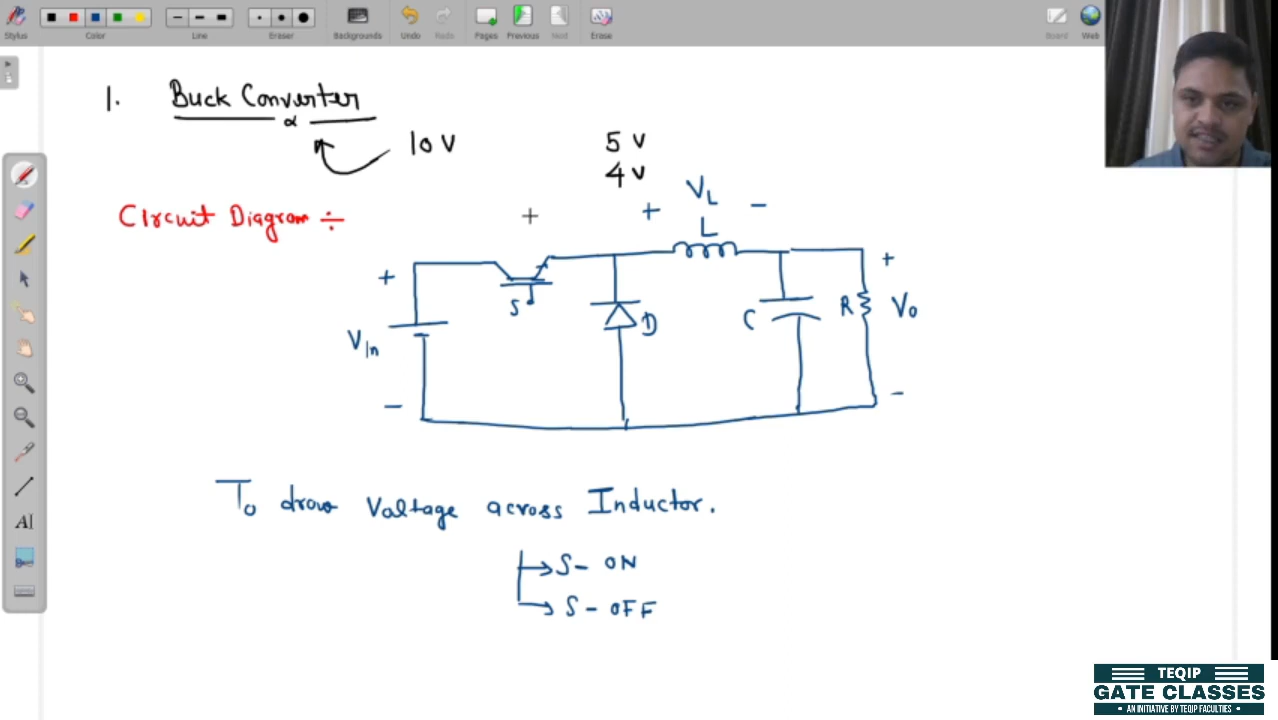 Stylus
Color
Line
Eraser
Backgrounds
Undo
Redo
Pages
Previous
Next
Erase
Board
Web
1. Buck Converter
α
10 V
5 V
4 V
Circuit Diagram ÷
+ VL -
L
+
S
D
C
R
+
Vo
-
+
Vin
-
To draw Voltage across Inductor.
S- ON
S- OFF
AI
TEQIP
GATE CLASSES
• AN INITIATIVE BY TEQIP FACULTIES •